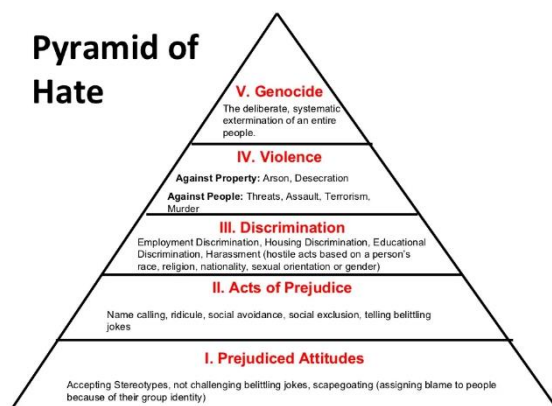 Pyramid of
Hate
V. Genocide
The deliberate, systematic
extermination of an entire
people.
IV. Violence
Against Property: Arson, Desecration
Against People: Threats, Assault, Terrorism,
Murder
III. Discrimination
Employment Discrimination, Housing Discrimination, Educational
Discrimination, Harassment (hostile acts based on a person's
race, religion, nationality, sexual orientation or gender)
II. Acts of Prejudice
Name calling, ridicule, social avoidance, social exclusion, telling belittling
jokes
I. Prejudiced Attitudes
Accepting Stereotypes, not challenging belittling jokes, scapegoating (assigning blame to people
because of their group identity)